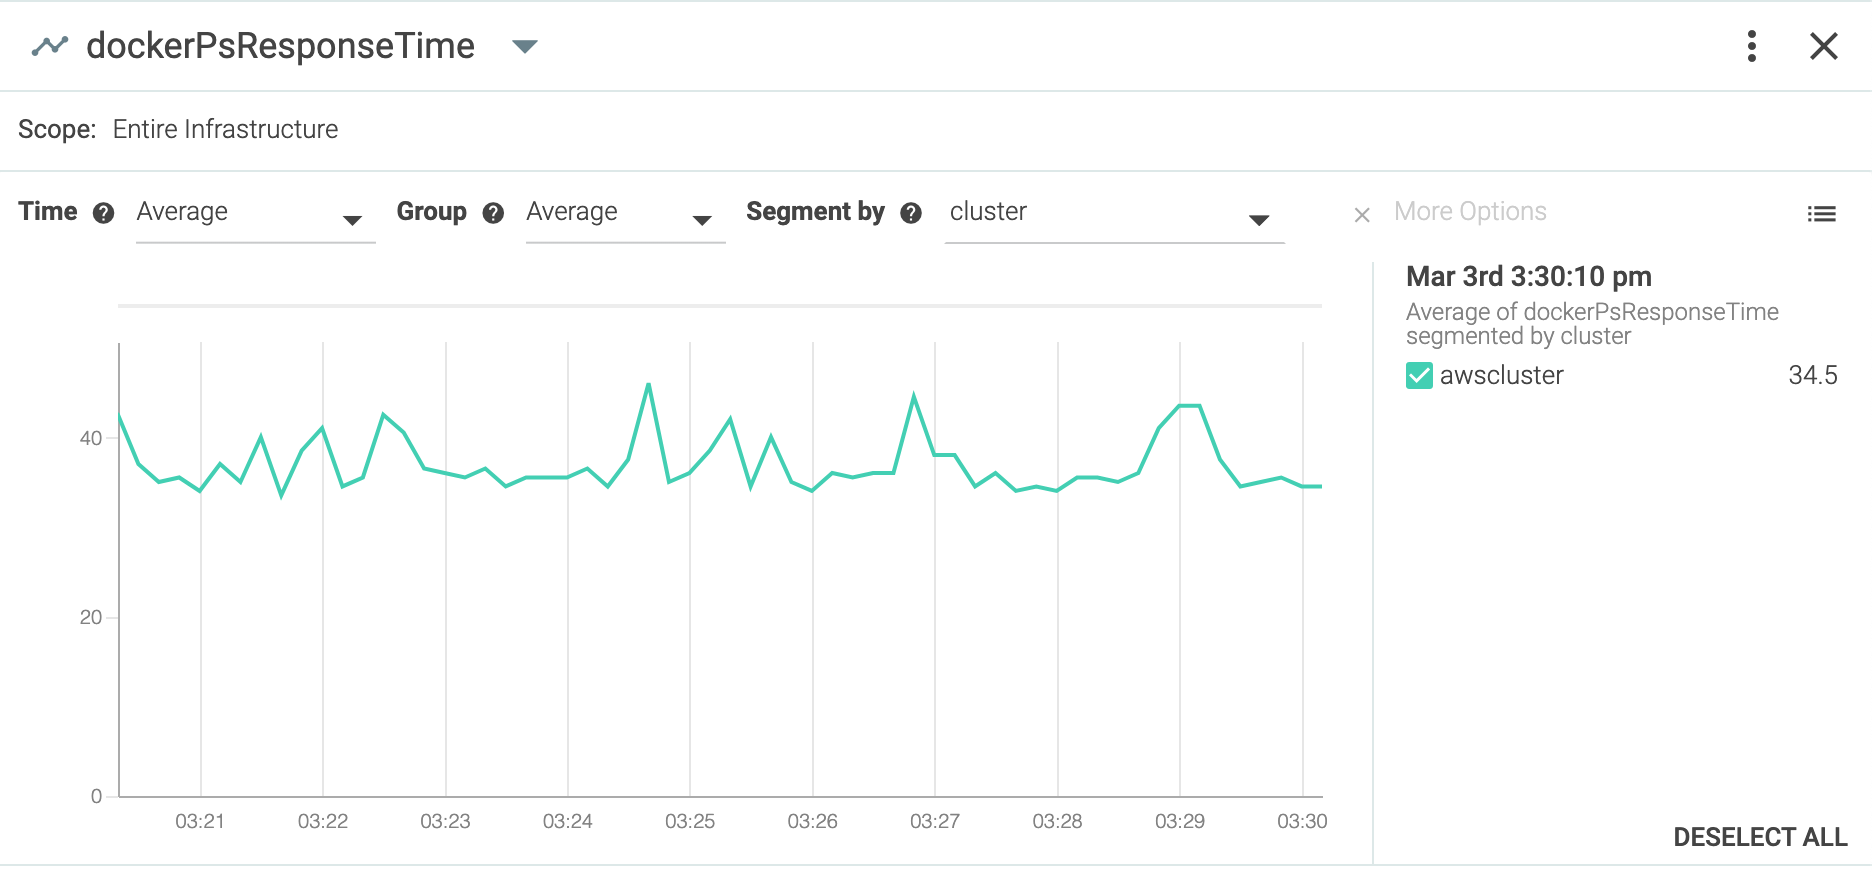 dockerPsResponseTime
Scope: Entire Infrastructure
Time ? Average Group ? Average Segment by ? cluster × More Options
Mar 3rd 3:30:10 pm
Average of dockerPsResponseTime
segmented by cluster
awscluster 34.5
40
20
0
03:21 03:22 03:23 03:24 03:25 03:26 03:27 03:28 03:29 03:30
DESELECT ALL